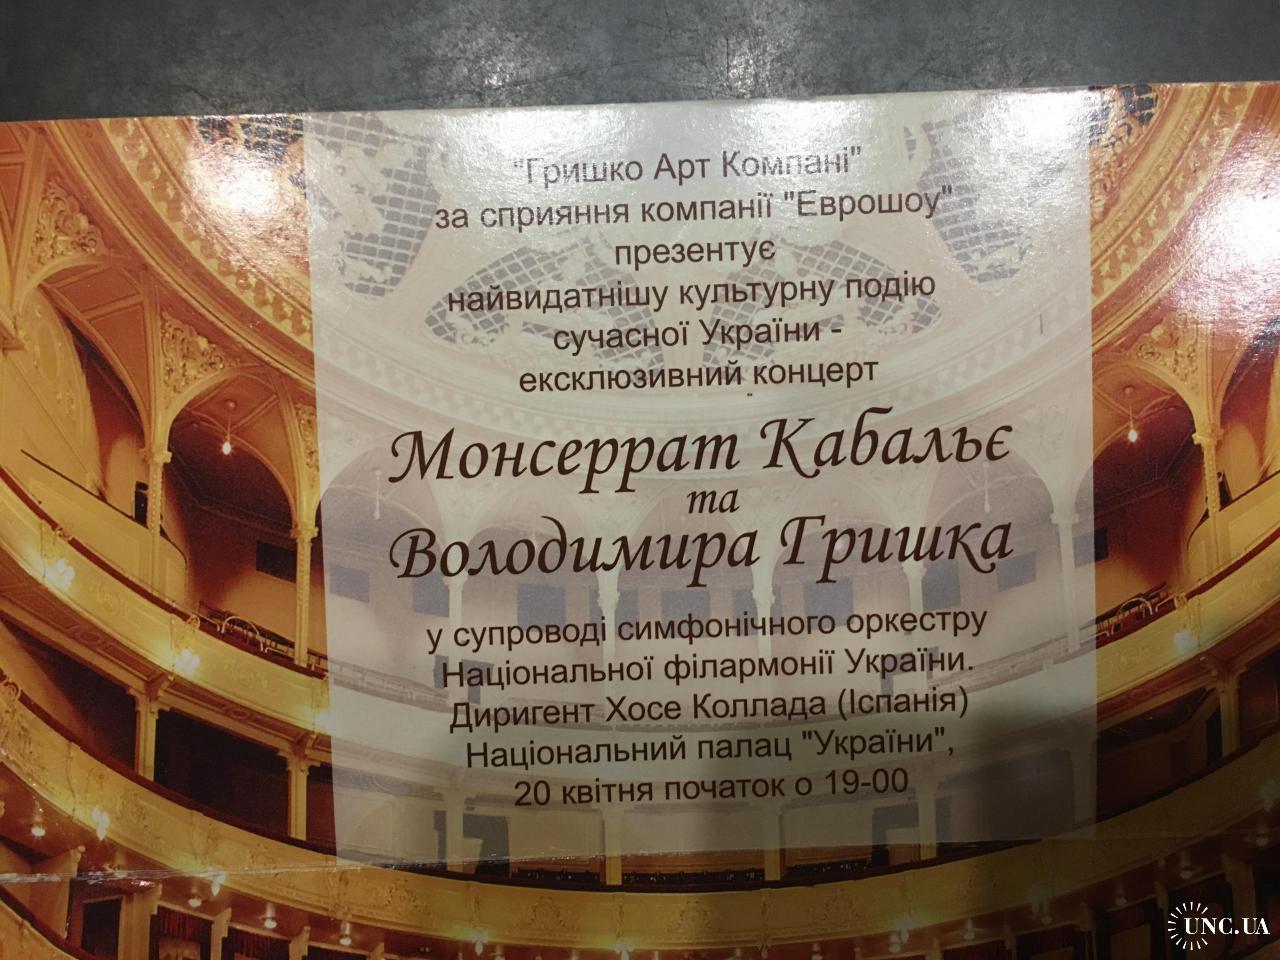 "Гришко Арт Компані"
за сприяння компанії "Еврошоу"
презентує
найвидатнішу культурну подію
сучасної України -
ексклюзивний концерт
Монсеррат Кабальє
та
Володимира Гришка
у супроводі симфонічного оркестру
Національної філармонії України.
Диригент Хосе Коллада (Іспанія)
Національний палац "України",
20 квітня початок о 19-00
UNC.UA